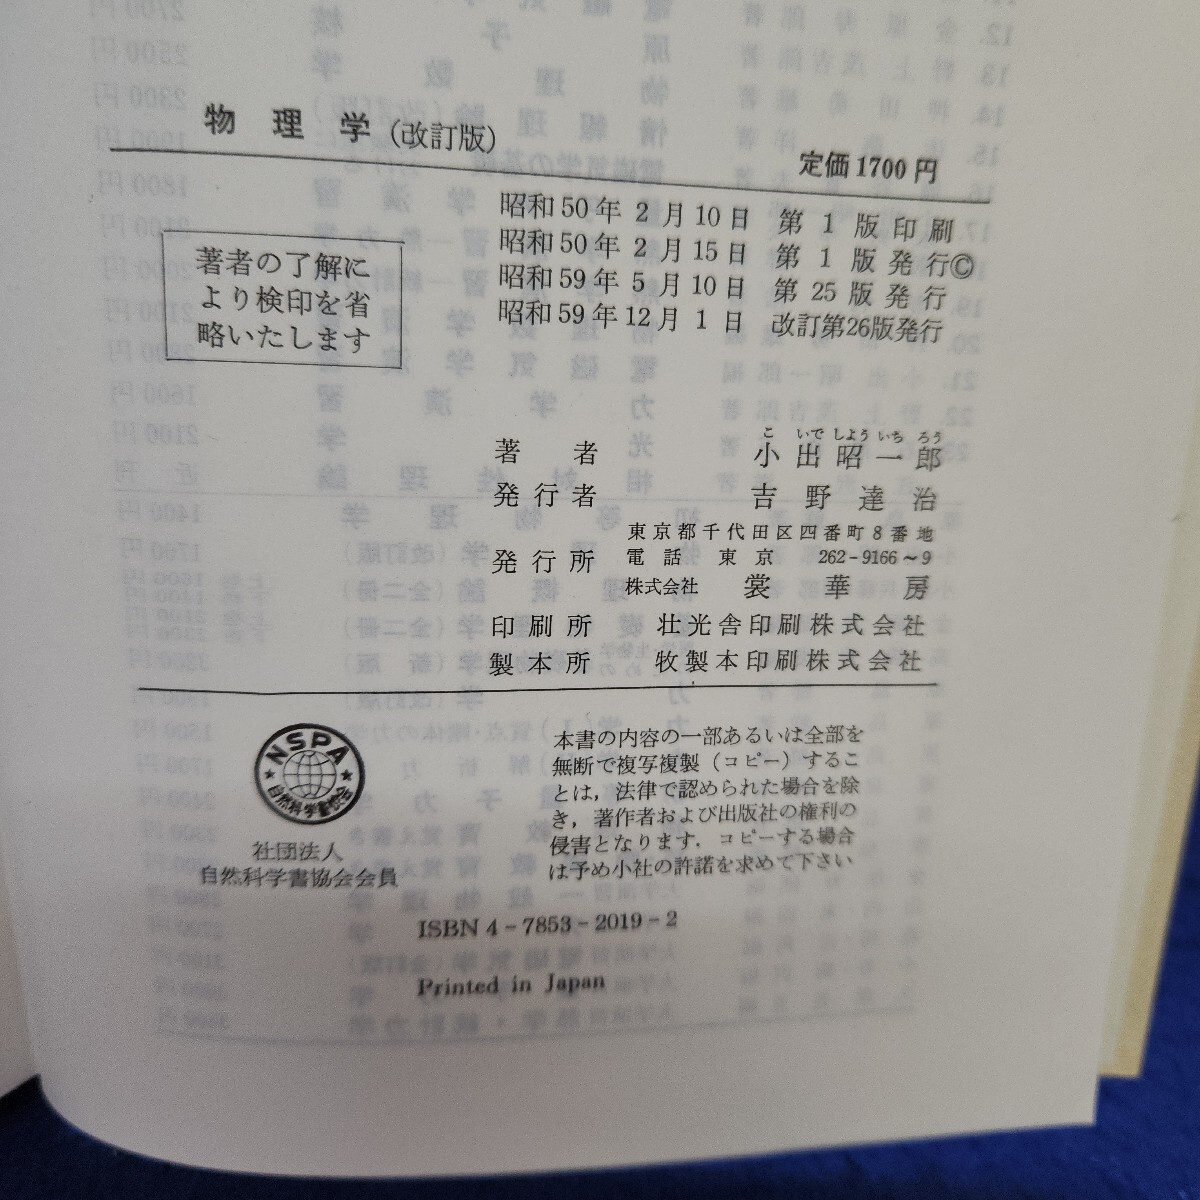 物理学(改訂版)
定価1700円
著者の了解に
より検印を省
略いたします
昭和50年2月10日 第1版印刷
昭和50年2月15日 第1版発行©
昭和59年5月10日 第25版発行
昭和59年12月1日 改訂第26版発行
こ いで しよう いち ろう
著者 小出昭一郎
発行者 吉野達治
東京都千代田区四番町8番地
発行所 電話 東京 262-9166~9
株式会社 裳華房
印刷所 壮光舎印刷株式会社
製本所 牧製本印刷株式会社
NSPA
自然科学書協会
社団法人
自然科学書協会会員
本書の内容の一部あるいは全部を
無断で複写複製(コピー)するこ
とは,法律で認められた場合を除
き,著作者および出版社の権利の
侵害となります.コピーする場合
は予め小社の許諾を求めて下さい
ISBN 4-7853-2019-2
Printed in Japan